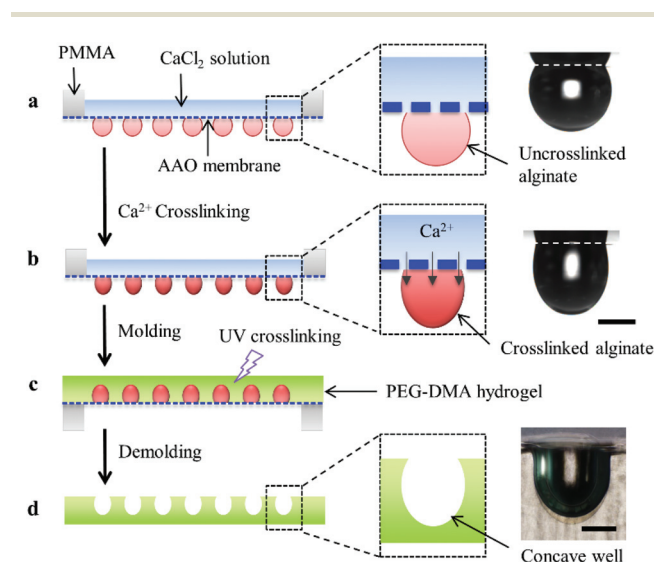 PMMA
CaCl₂ solution
a
AAO membrane
Uncrosslinked
alginate
Ca²⁺ Crosslinking
b
Ca²⁺
Molding
UV crosslinking
Crosslinked alginate
c
PEG-DMA hydrogel
Demolding
d
Concave well